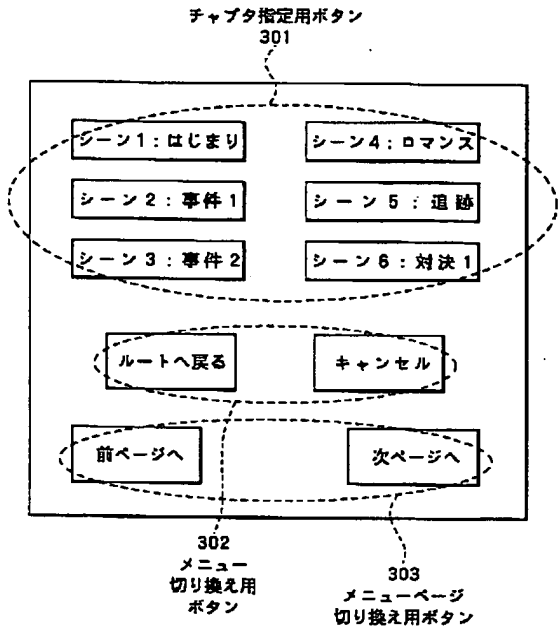 チャプタ指定用ボタン
301
シーン1:はじまり
シーン4:ロマンス
シーン2:事件1
シーン5:追跡
シーン3:事件2
シーン6:対決1
ルートへ戻る
キャンセル
前ページへ
次ページへ
302
メニュー
切り換え用
ボタン
303
メニューページ
切り換え用ボタン